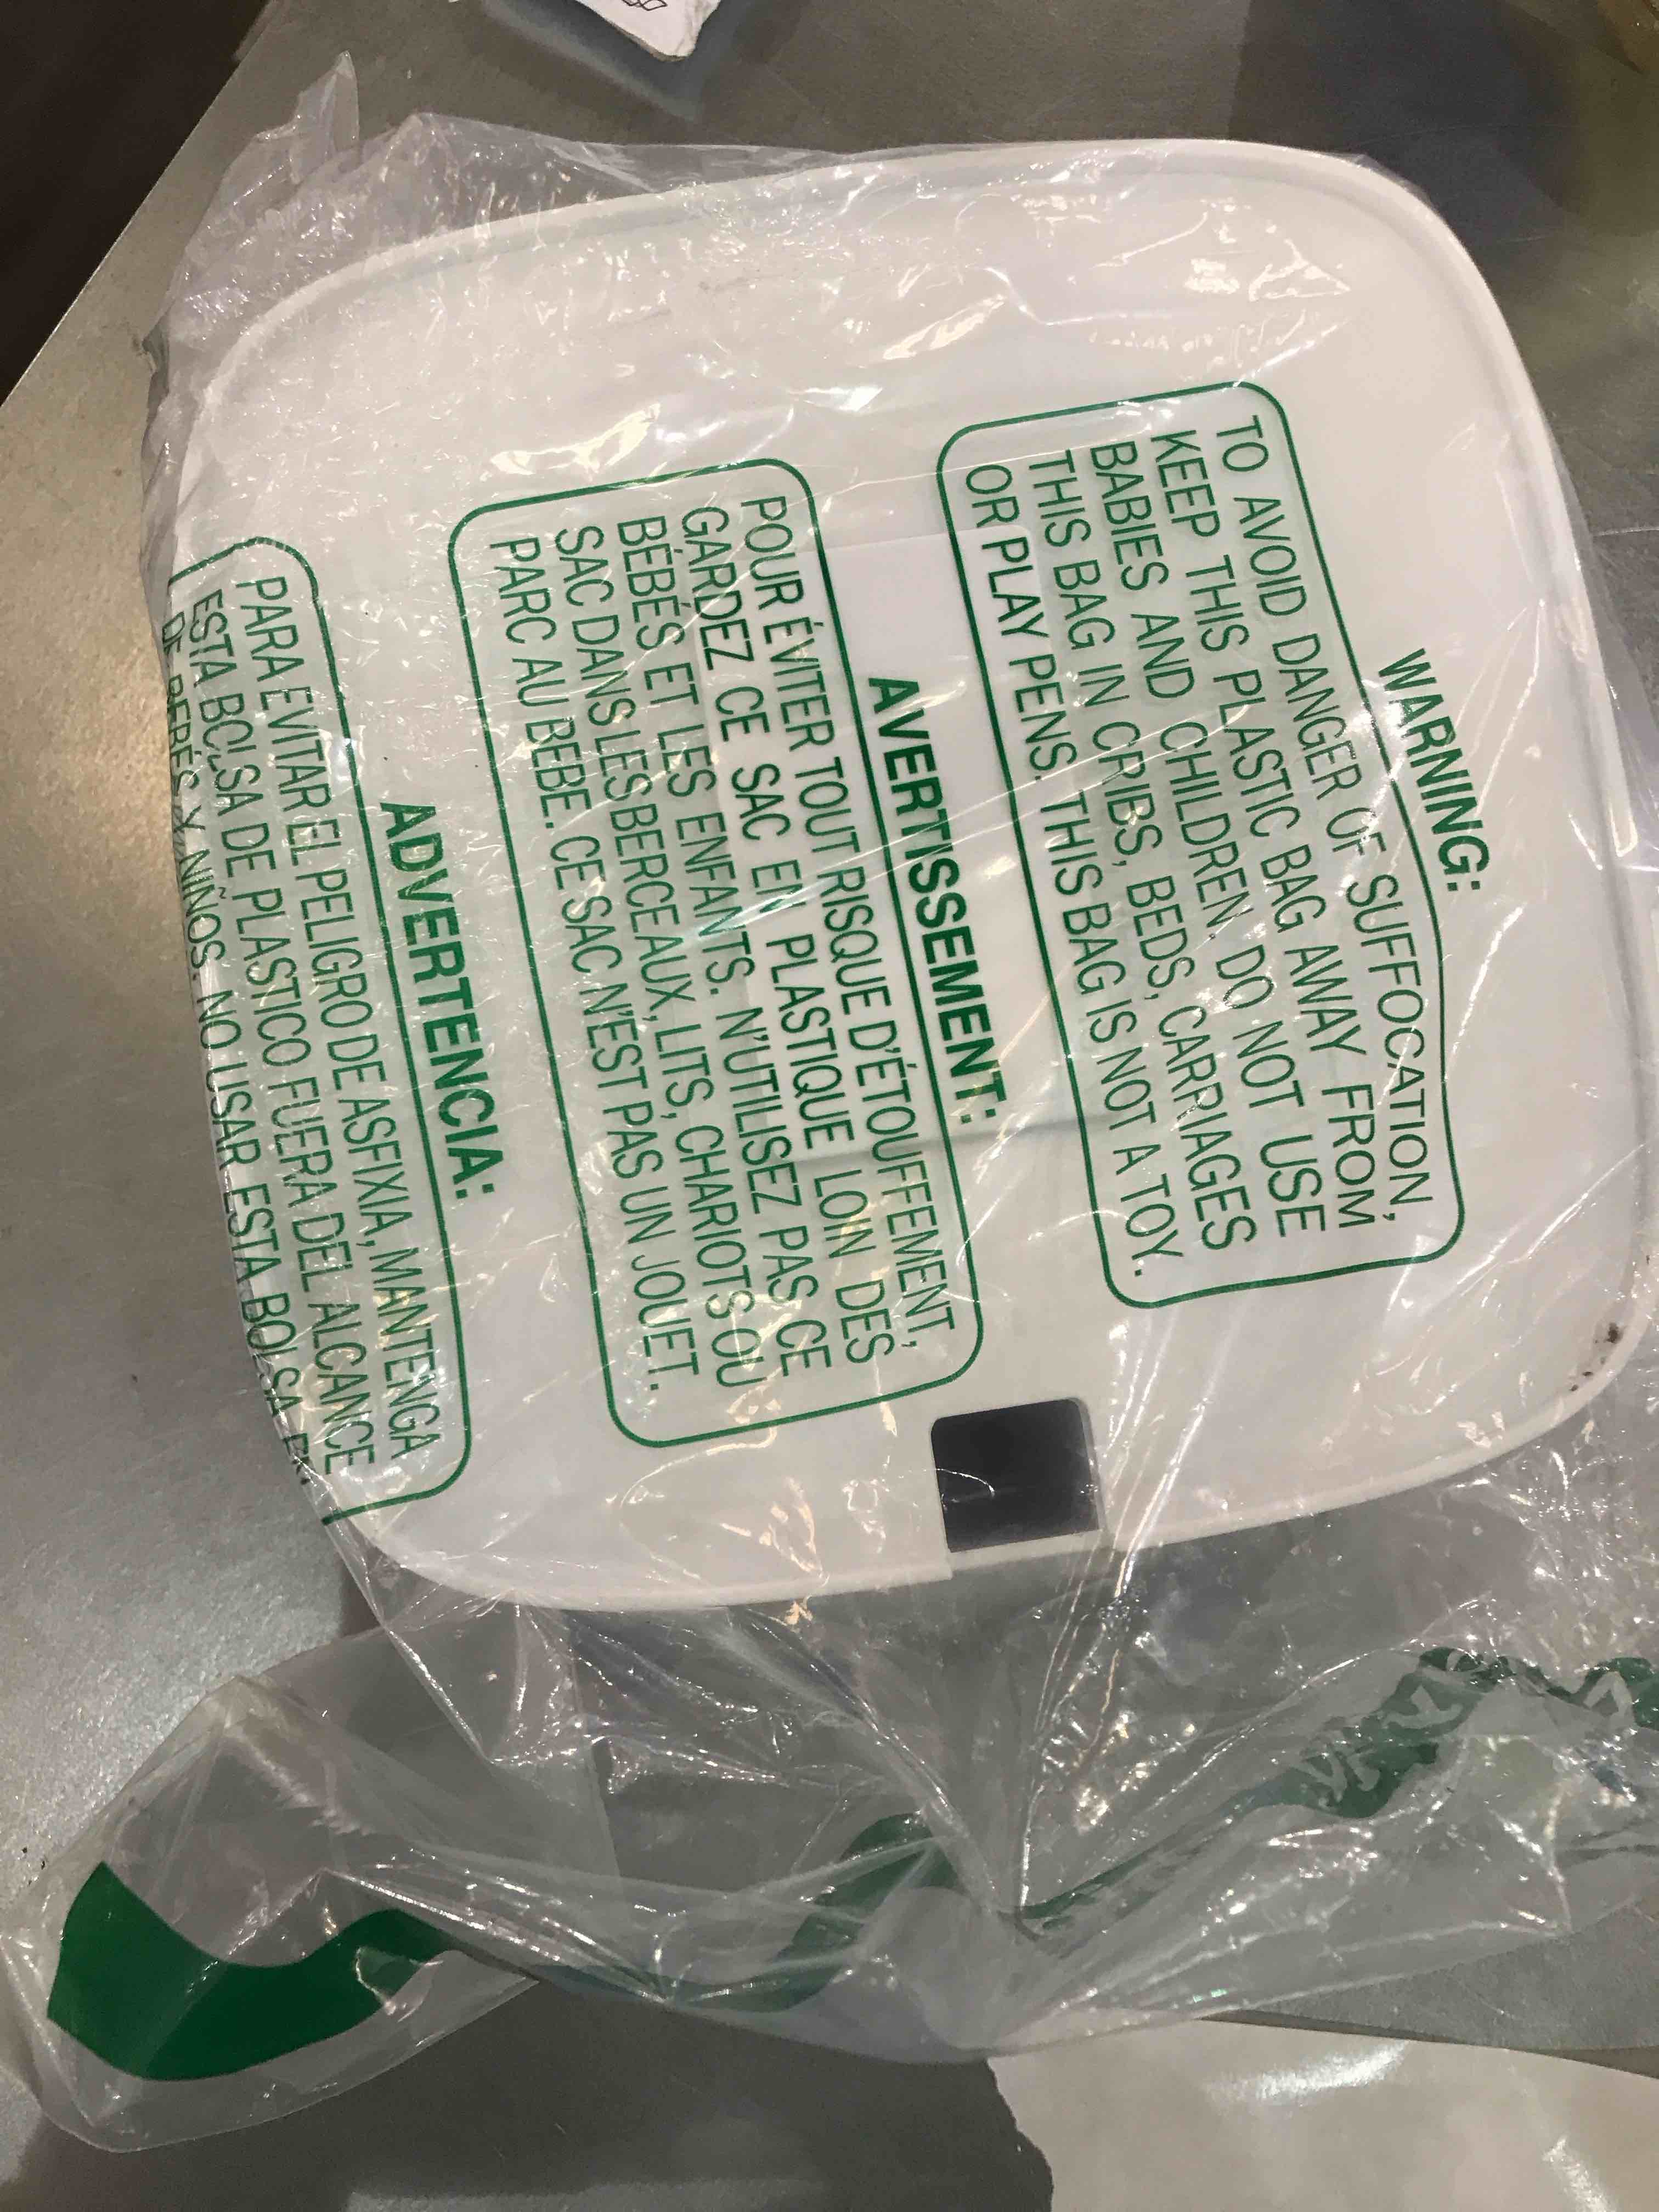 WARNING:
TO AVOID DANGER OF SUFFOCATION,
KEEP THIS PLASTIC BAG AWAY FROM
BABIES AND CHILDREN. DO NOT USE
THIS BAG IN CRIBS, BEDS, CARRIAGES
OR PLAY PENS. THIS BAG IS NOT A TOY.
AVERTISSEMENT:
POUR ÉVITER TOUT RISQUE D'ÉTOUFFEMENT,
GARDEZ CE SAC EN PLASTIQUE LOIN DES
BÉBÉS ET LES ENFANTS. N'UTILISEZ PAS CE
SAC DANS LES BERCEAUX, LITS, CHARIOTS OU
PARC AU BEBE. CE SAC N'EST PAS UN JOUET.
ADVERTENCIA:
PARA EVITAR EL PELIGRO DE ASFIXIA, MANTENGA
ESTA BOLSA DE PLASTICO FUERA DEL ALCANCE
DE BEBÉS Y NIÑOS. NO USAR ESTA BOLSA EN